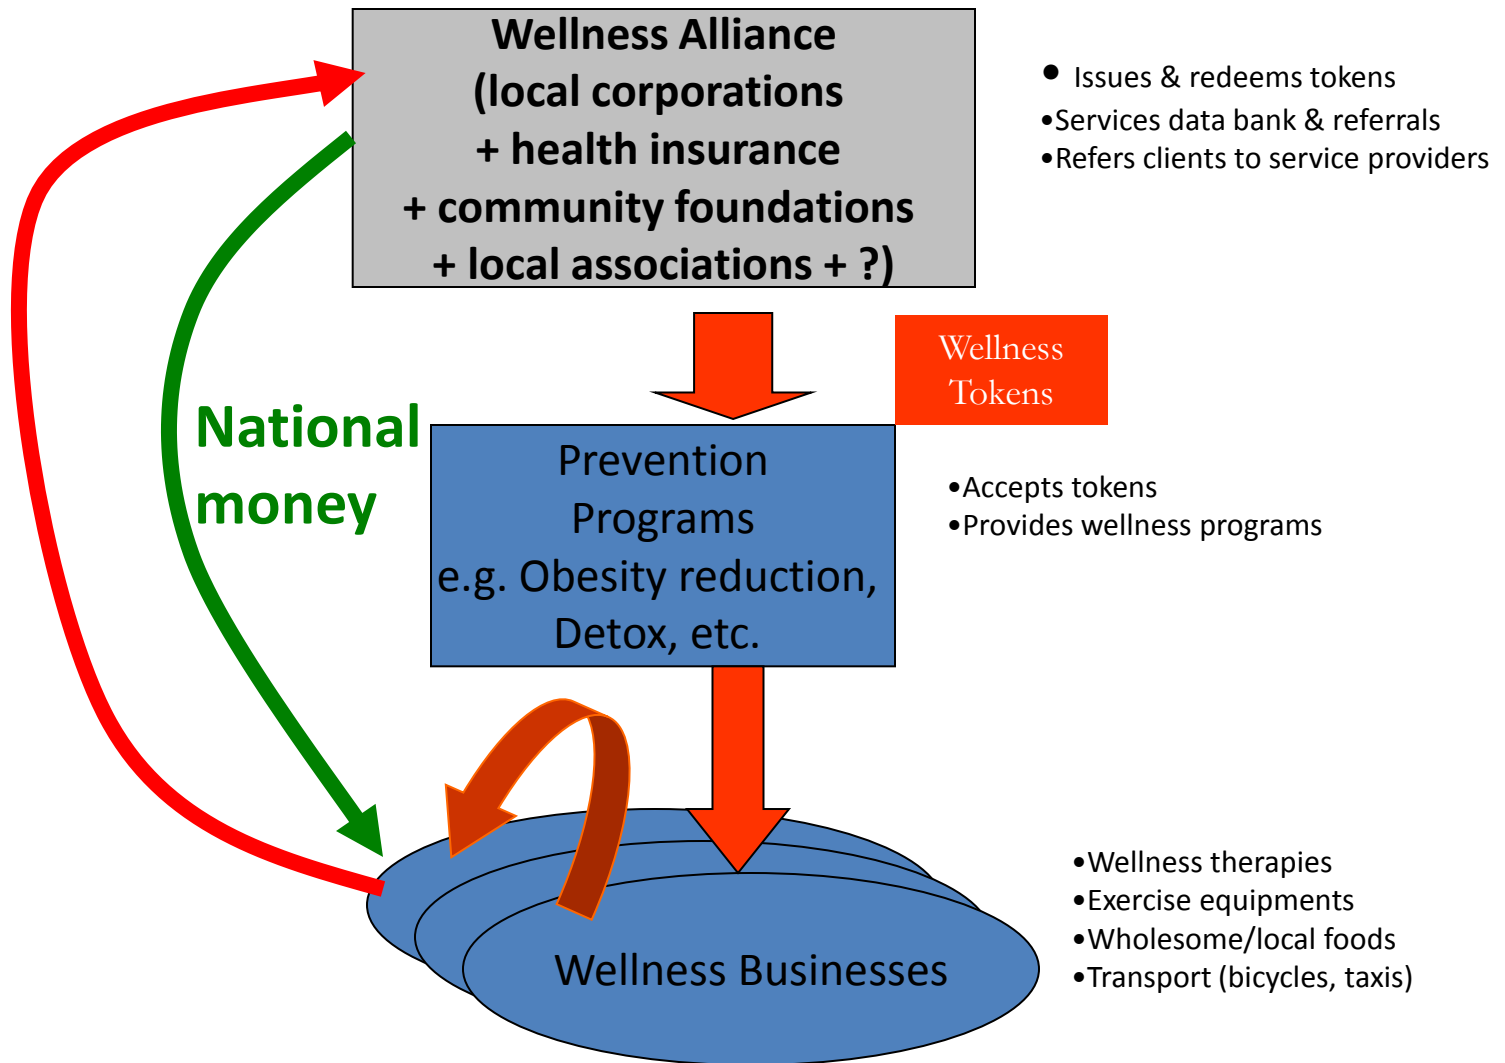 Wellness Alliance
(local corporations
+ health insurance
+ community foundations
+ local associations + ?)
• Issues & redeems tokens
•Services data bank & referrals
•Refers clients to service providers
Wellness
Tokens
National
money
Prevention
Programs
e.g. Obesity reduction,
Detox, etc.
•Accepts tokens
•Provides wellness programs
Wellness Businesses
•Wellness therapies
•Exercise equipments
•Wholesome/local foods
•Transport (bicycles, taxis)